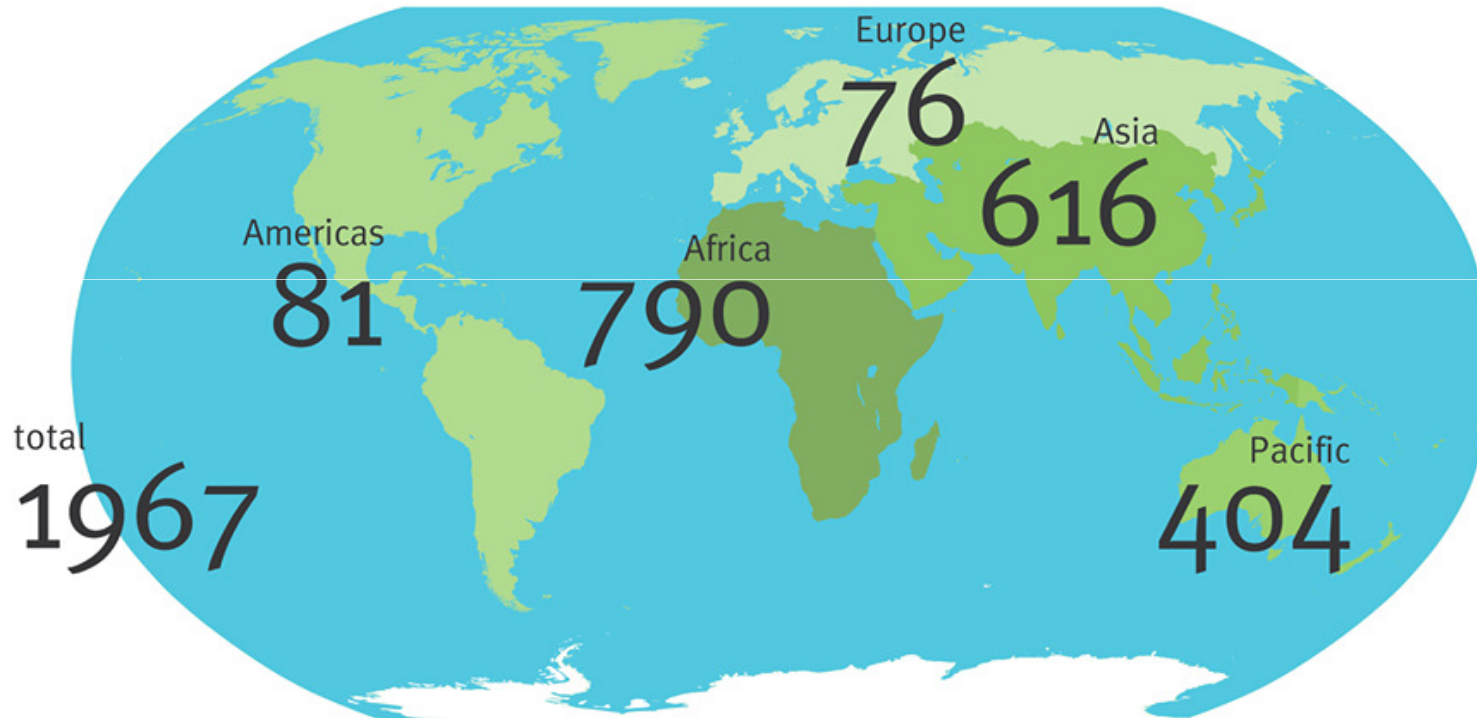 Europe
76
Asia
616
Americas
81
Africa
790
total
1967
Pacific
404